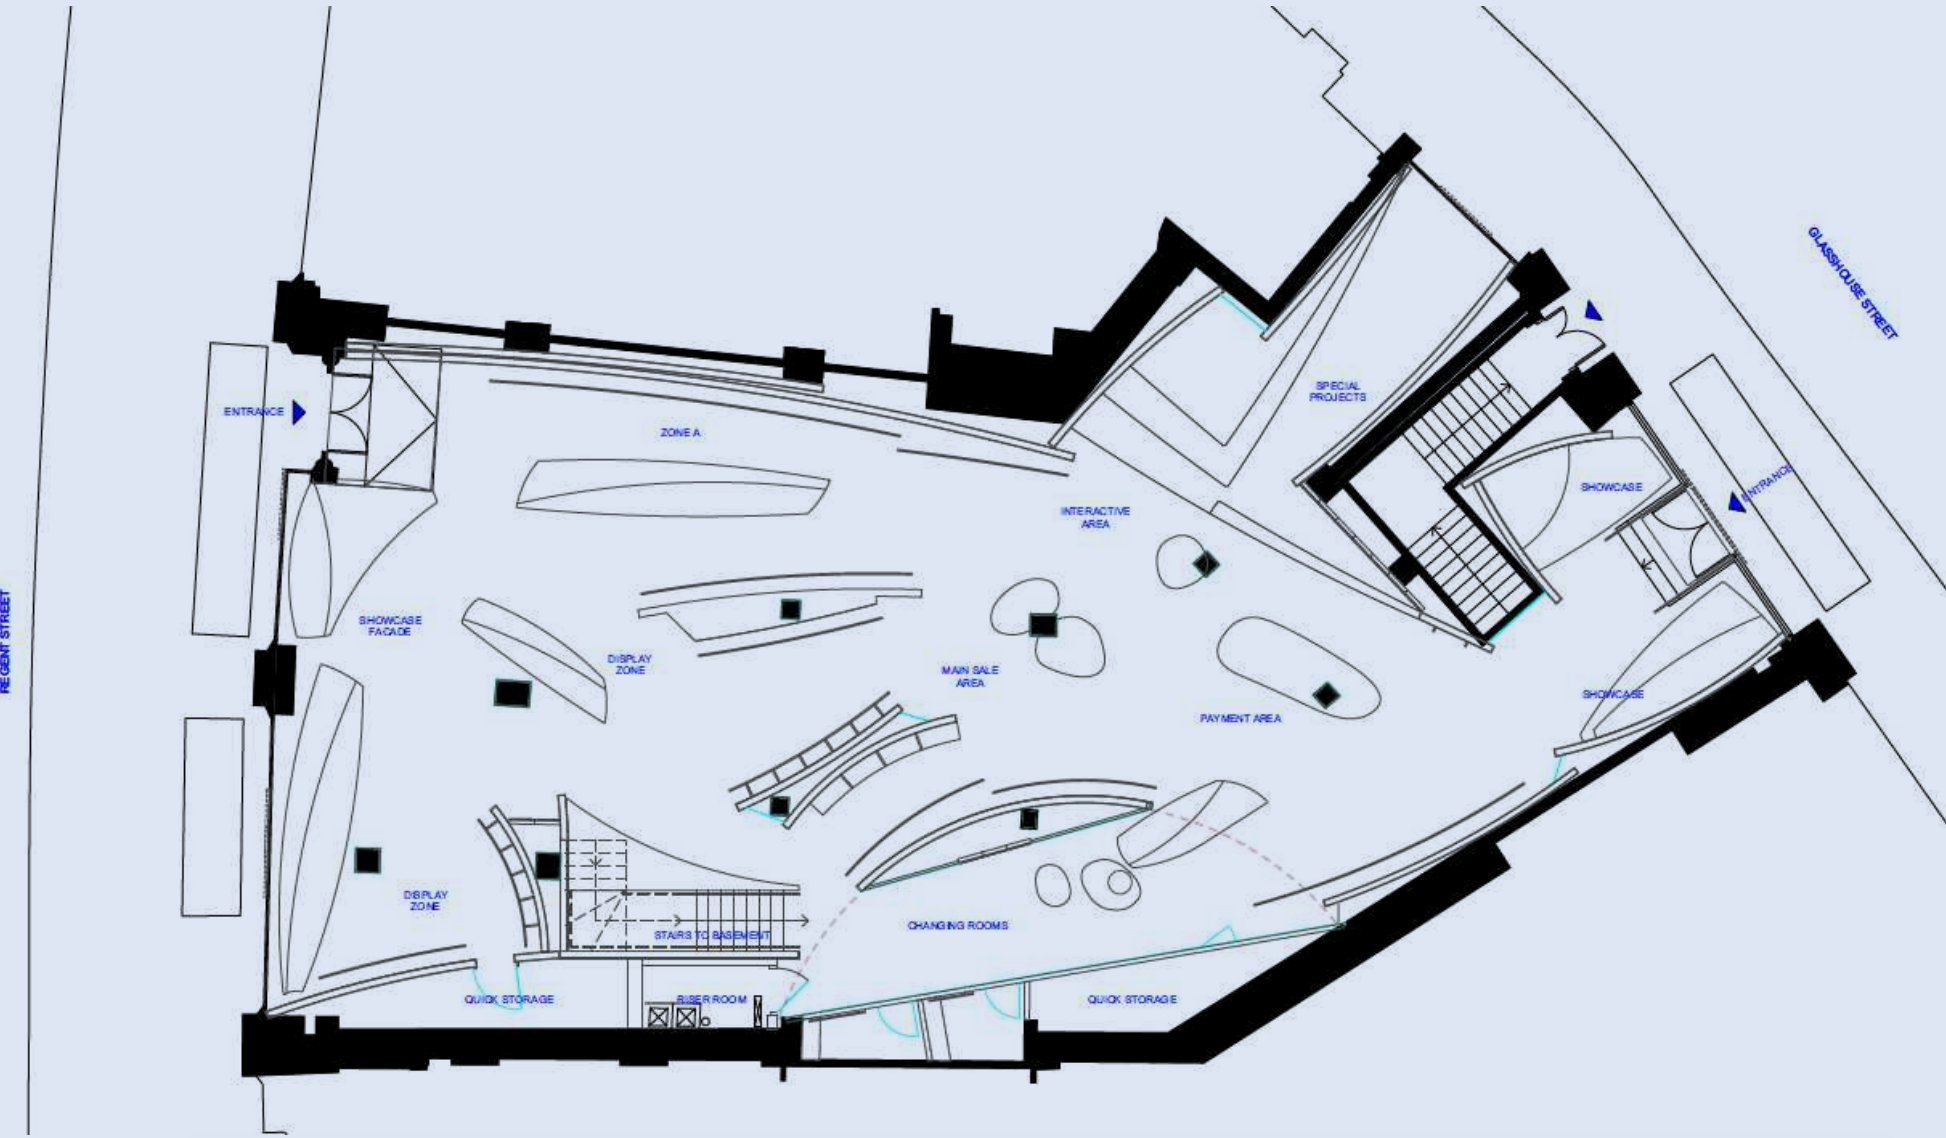 GLASSHOUSE STREET
SPECIAL
PROJECTS
ENTRANCE
ZONE A
ENTRANCE
SHOWCASE
INTERACTIVE
AREA
REGENT STREET
SHOWCASE
FACADE
DISPLAY
ZONE
MAIN SALE
AREA
SHOWCASE
PAYMENT AREA
DISPLAY
ZONE
STAIRS TO BASEMENT
CHANGING ROOMS
QUICK STORAGE
RISER ROOM
QUICK STORAGE